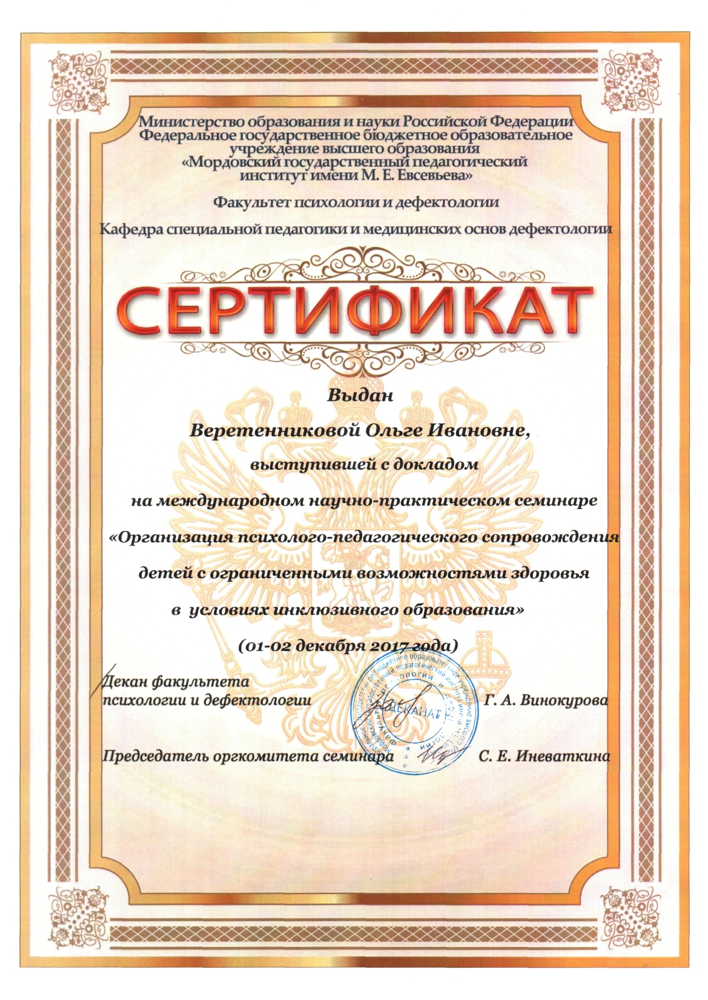 Министерство образования и науки Российской Федерации
Федеральное государственное бюджетное образовательное
учреждение высшего образования
«Мордовский государственный педагогический
институт имени М. Е. Евсевьева»
Факультет психологии и дефектологии
Кафедра специальной педагогики и медицинских основ дефектологии
СЕРТИФИКАТ
Выдан
Веретенниковой Ольге Ивановне,
выступившей с докладом
на международном научно-практическом семинаре
«Организация психолого-педагогического сопровождения
детей с ограниченными возможностями здоровья
в условиях инклюзивного образования»
(01-02 декабря 2017 года)
Декан факультета
психологии и дефектологии
Г. А. Винокурова
ДЕКАНАТ
Председатель оргкомитета семинара
С. Е. Иневаткина